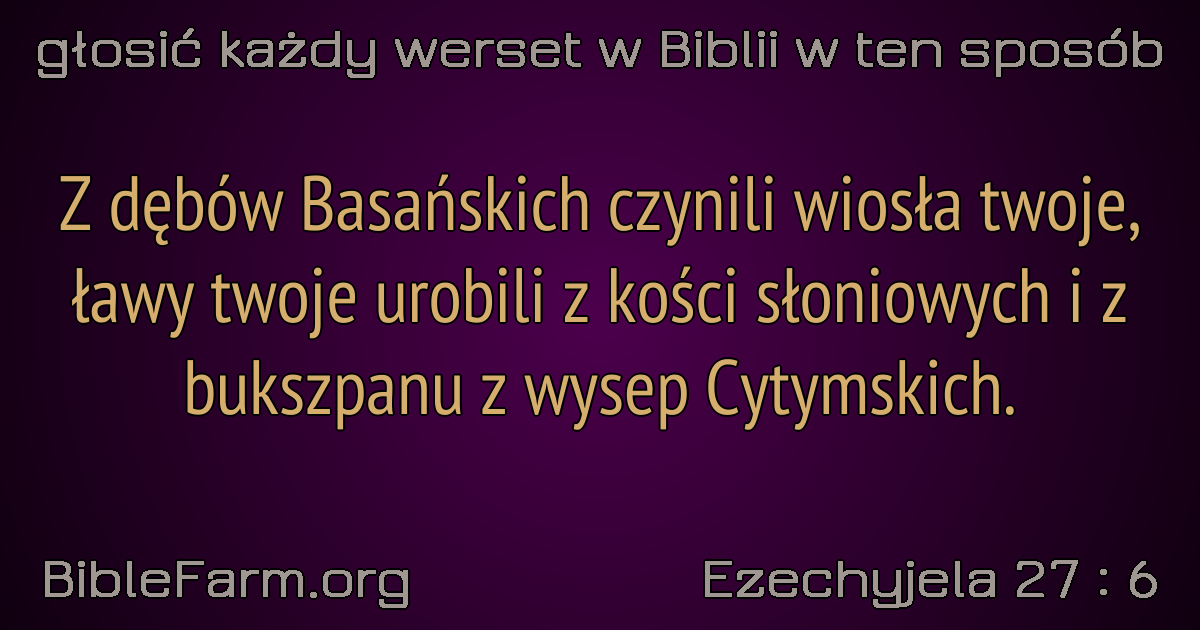 głosić każdy werset w Biblii w ten sposób
Z dębów Basańskich czynili wiosła twoje,
ławy twoje urobili z kości słoniowych i z
bukszpanu z wysep Cytymskich.
BibleFarm.org
Ezechyjela 27 : 6